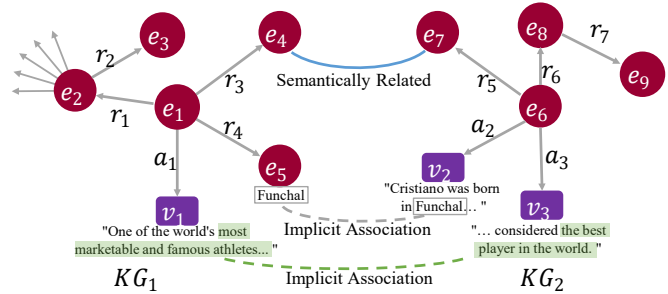 e8
r7
e3
e4
e7
r2
e9
e2
Semantically Related
r6
r3
r5
r1
e1
e6
r4
a2
a1
a3
e5
v2
Funchal
"Cristiano was born
in Funchal.. "
v1
v3
Implicit Association
"One of the world's most
marketable and famous athletes..."
"... considered the best
player in the world. "
Implicit Association
KG1
KG2